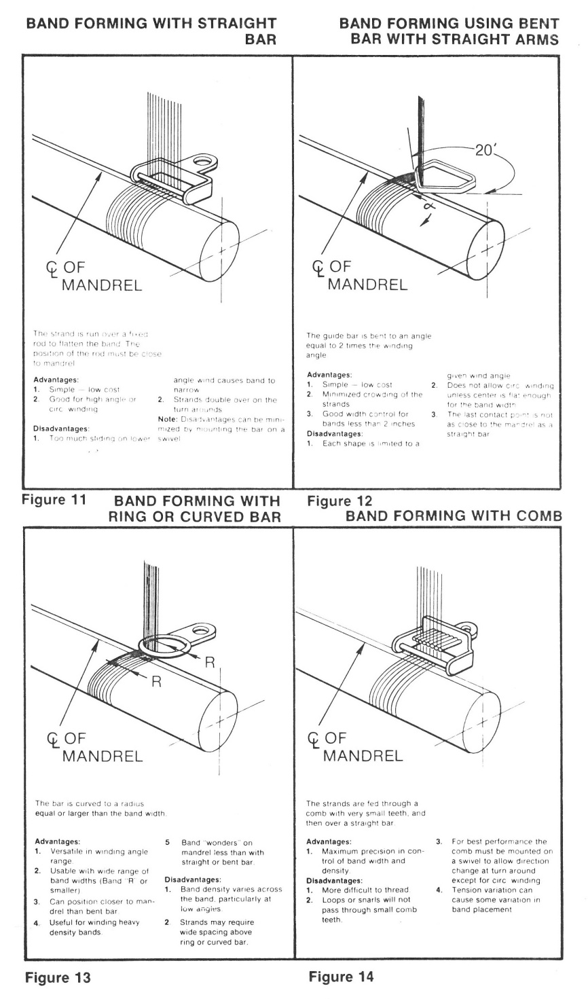 BAND FORMING WITH STRAIGHT
BAR
℄ OF
MANDREL
The strand is run over a fixed
rod to flatten the band. The
position of the rod must be close
to mandrel
Advantages:
1. Simple — low cost
2. Good for high angle or
circ winding
Disadvantages:
1. Too much sliding on lower
angle wind causes band to
narrow
2. Strands double over on the
turn arounds
Note: Disadvantages can be mini-
mized by mounting the bar on a
swivel
Figure 11
BAND FORMING USING BENT
BAR WITH STRAIGHT ARMS
20'
α
℄ OF
MANDREL
The guide bar is bent to an angle
equal to 2 times the winding
angle
Advantages:
1. Simple — low cost
2. Minimized crowding of the
strands
3. Good width control for
bands less than 2 inches
Disadvantages:
1. Each shape is limited to a
given wind angle
2. Does not allow circ winding
unless center is flat enough
for the band width
3. The last contact point is not
as close to the mandrel as a
straight bar
Figure 12
BAND FORMING WITH
RING OR CURVED BAR
R
R
℄ OF
MANDREL
The bar is curved to a radius
equal or larger than the band width.
Advantages:
1. Versatile in winding angle
range.
2. Usable with wide range of
band widths (Band "R" or
smaller)
3. Can position closer to man-
drel than bent bar.
4. Useful for winding heavy
density bands.
5 Band "wonders" on
mandrel less than with
straight or bent bar.
Disadvantages:
1. Band density varies across
the band, particularly at
low angles
2 Strands may require
wide spacing above
ring or curved bar.
Figure 13
BAND FORMING WITH COMB
℄ OF
MANDREL
The strands are fed through a
comb with very small teeth, and
then over a straight bar.
Advantages:
1. Maximum precision in con-
trol of band width and
density.
Disadvantages:
1. More difficult to thread.
2. Loops or snarls will not
pass through small comb
teeth.
3. For best performance the
comb must be mounted on
a swivel to allow direction
change at turn around
except for circ winding
4. Tension variation can
cause some variation in
band placement
Figure 14